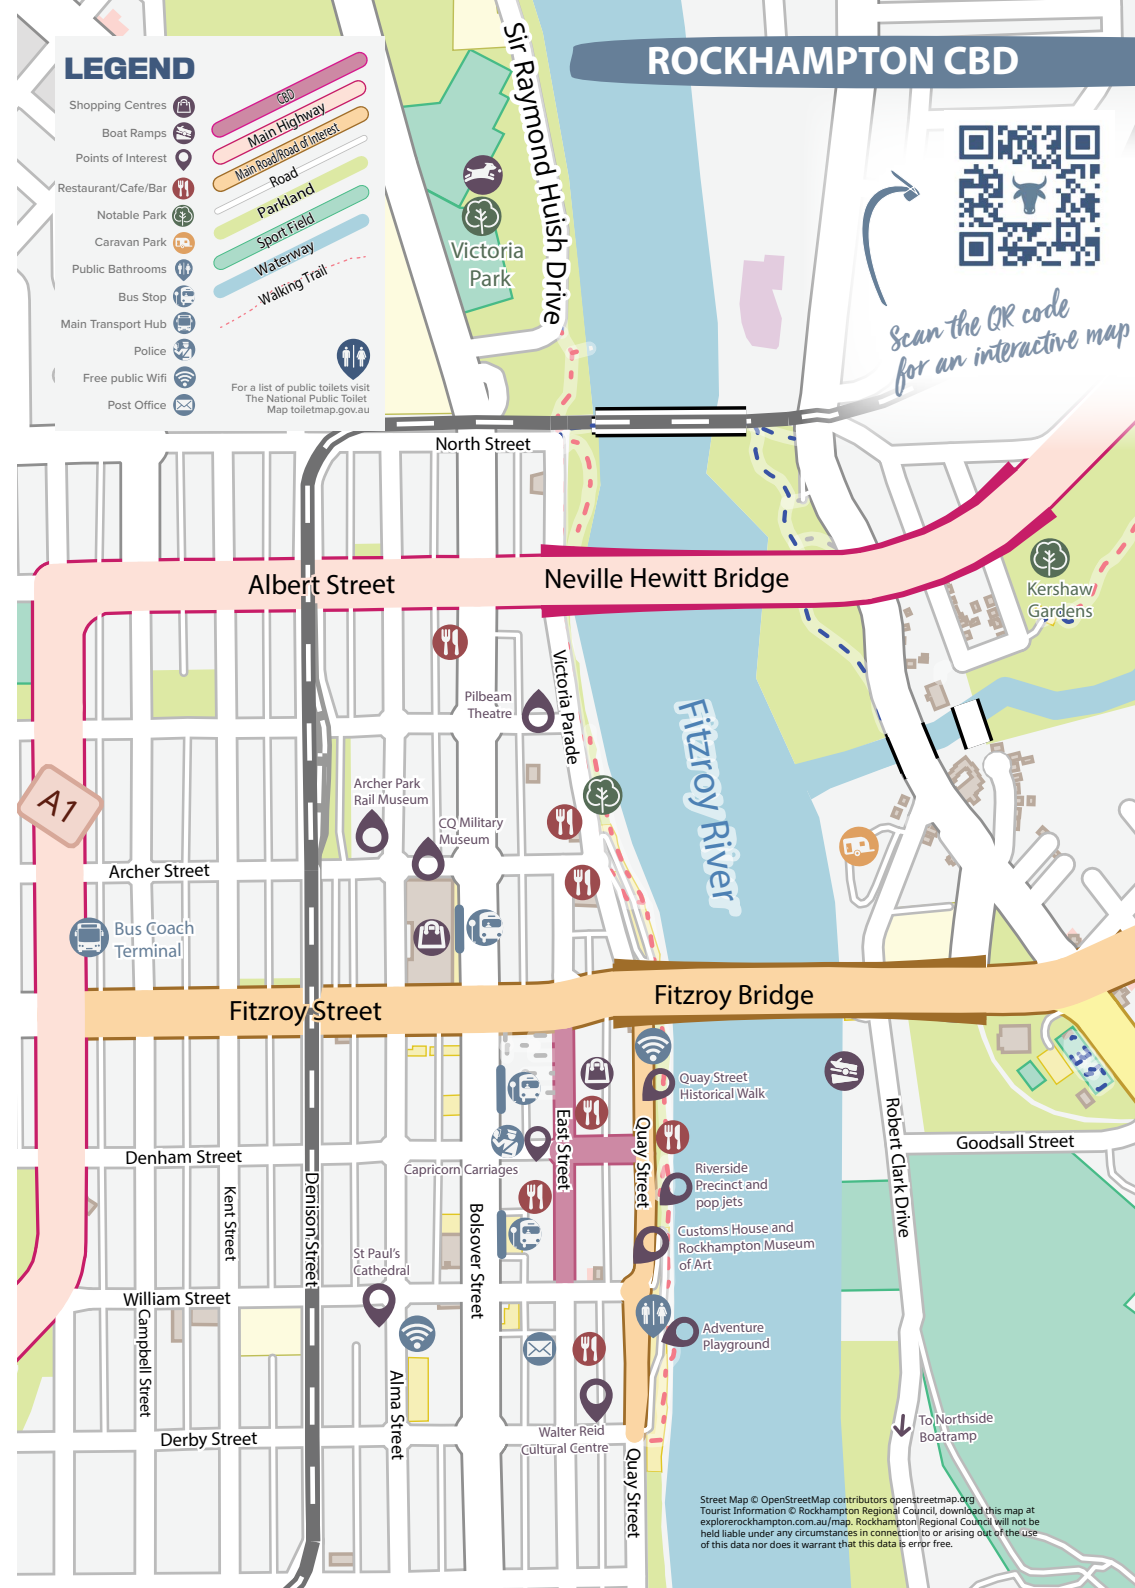 ROCKHAMPTON CBD
LEGEND
Shopping Centres
Boat Ramps
Points of Interest
Restaurant/Cafe/Bar
Notable Park
Caravan Park
Public Bathrooms
Bus Stop
Main Transport Hub
Police
Free public Wifi
Post Office
CBD
Main Highway
Main Road/Road of Interest
Road
Parkland
Sport Field
Waterway
Walking Trail
For a list of public toilets visit
The National Public Toilet
Map toiletmap.gov.au
Sir Raymond Huish Drive
Victoria
Park
Scan the QR code
for an interactive map
North Street
Albert Street
Neville Hewitt Bridge
Kershaw
Gardens
Victoria Parade
Pilbeam
Theatre
Fitzroy River
A1
Archer Park
Rail Museum
CQ Military
Museum
Archer Street
Bus Coach
Terminal
Fitzroy Street
Fitzroy Bridge
Quay Street
Historical Walk
East Street
Quay Street
Robert Clark Drive
Goodsall Street
Denham Street
Capricorn Carriages
Riverside
Precinct and
pop jets
Kent Street
Denison Street
Bolsover Street
Customs House and
Rockhampton Museum
of Art
St Paul's
Cathedral
William Street
Campbell Street
Adventure
Playground
Alma Street
Walter Reid
Cultural Centre
To Northside
Boatramp
Derby Street
Quay Street
Street Map © OpenStreetMap contributors openstreetmap.org
Tourist Information © Rockhampton Regional Council, download this map at
explorerockhampton.com.au/map. Rockhampton Regional Council will not be
held liable under any circumstances in connection to or arising out of the use
of this data nor does it warrant that this data is error free.